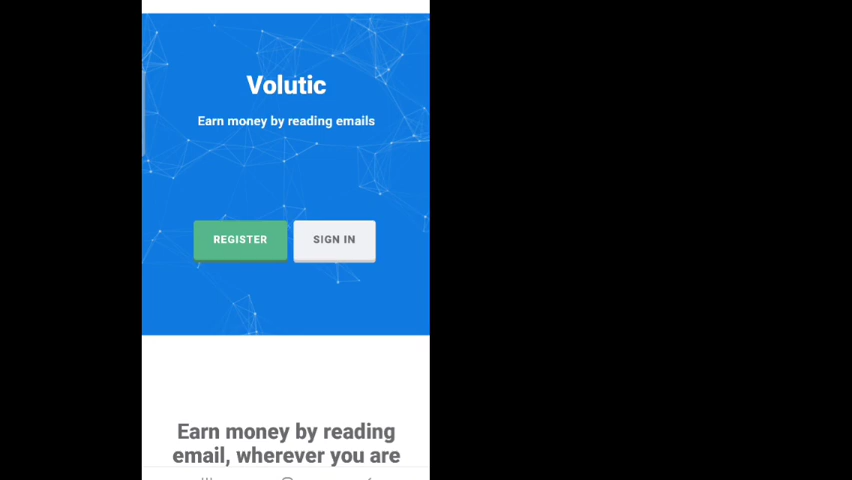 Volutic
Earn money by reading emails
REGISTER
SIGN IN
Earn money by reading
email, wherever you are